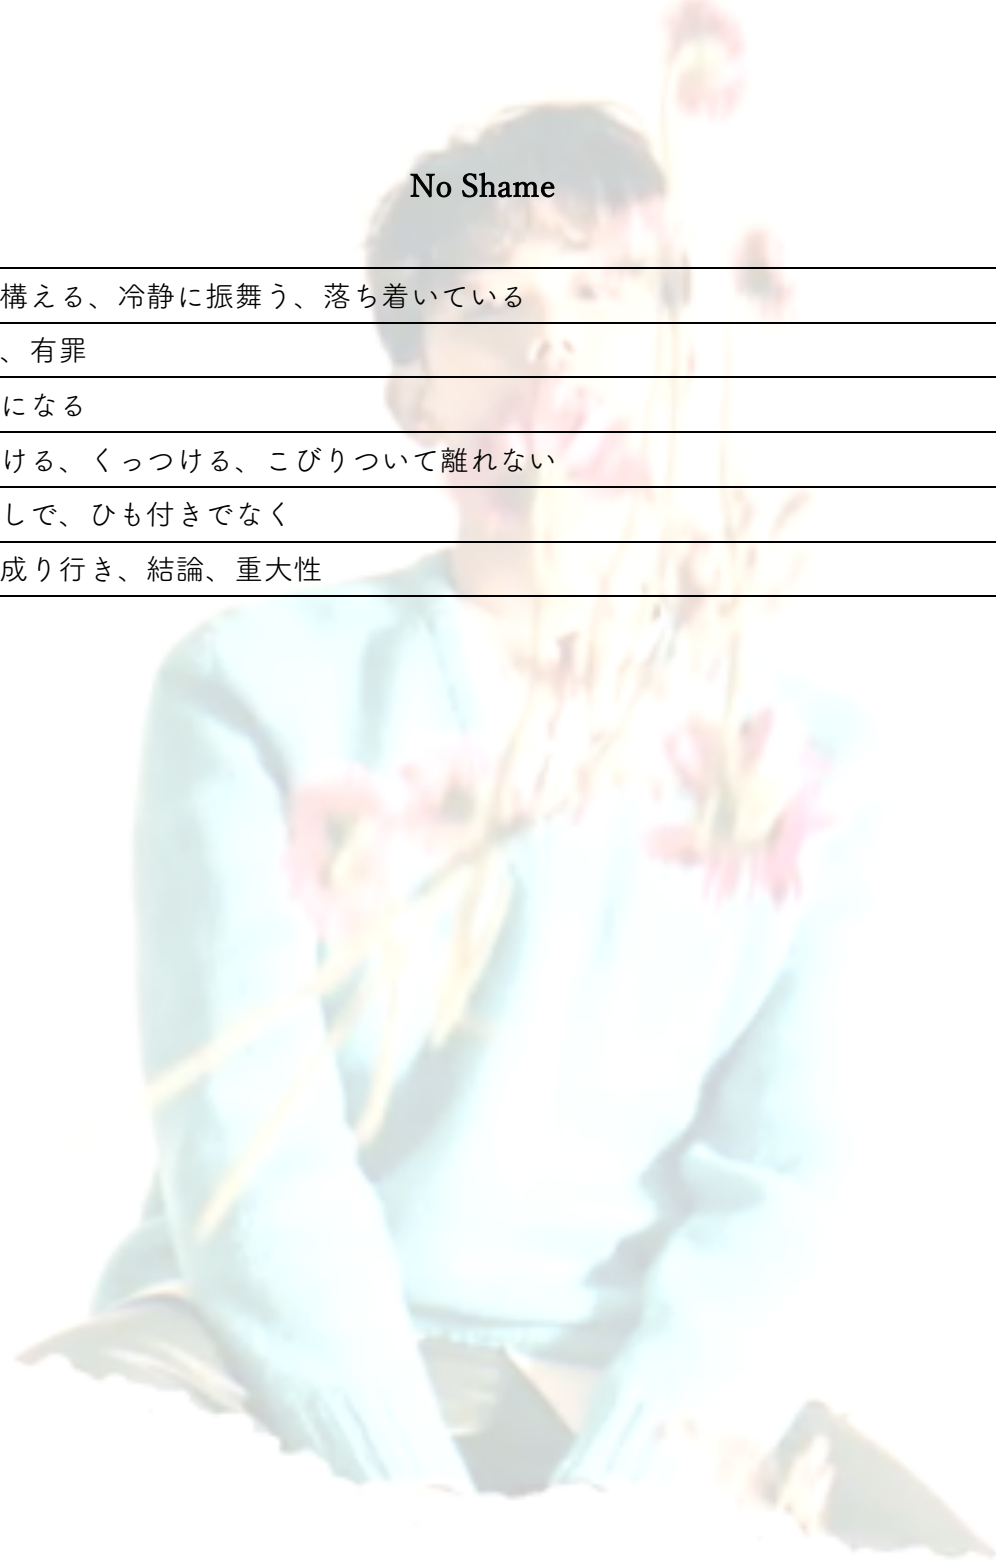 No Shame
構える、冷静に振舞う、落ち着いている
、有罪
になる
ける、くっつける、こびりついて離れない
しで、ひも付きでなく
成り行き、結論、重大性